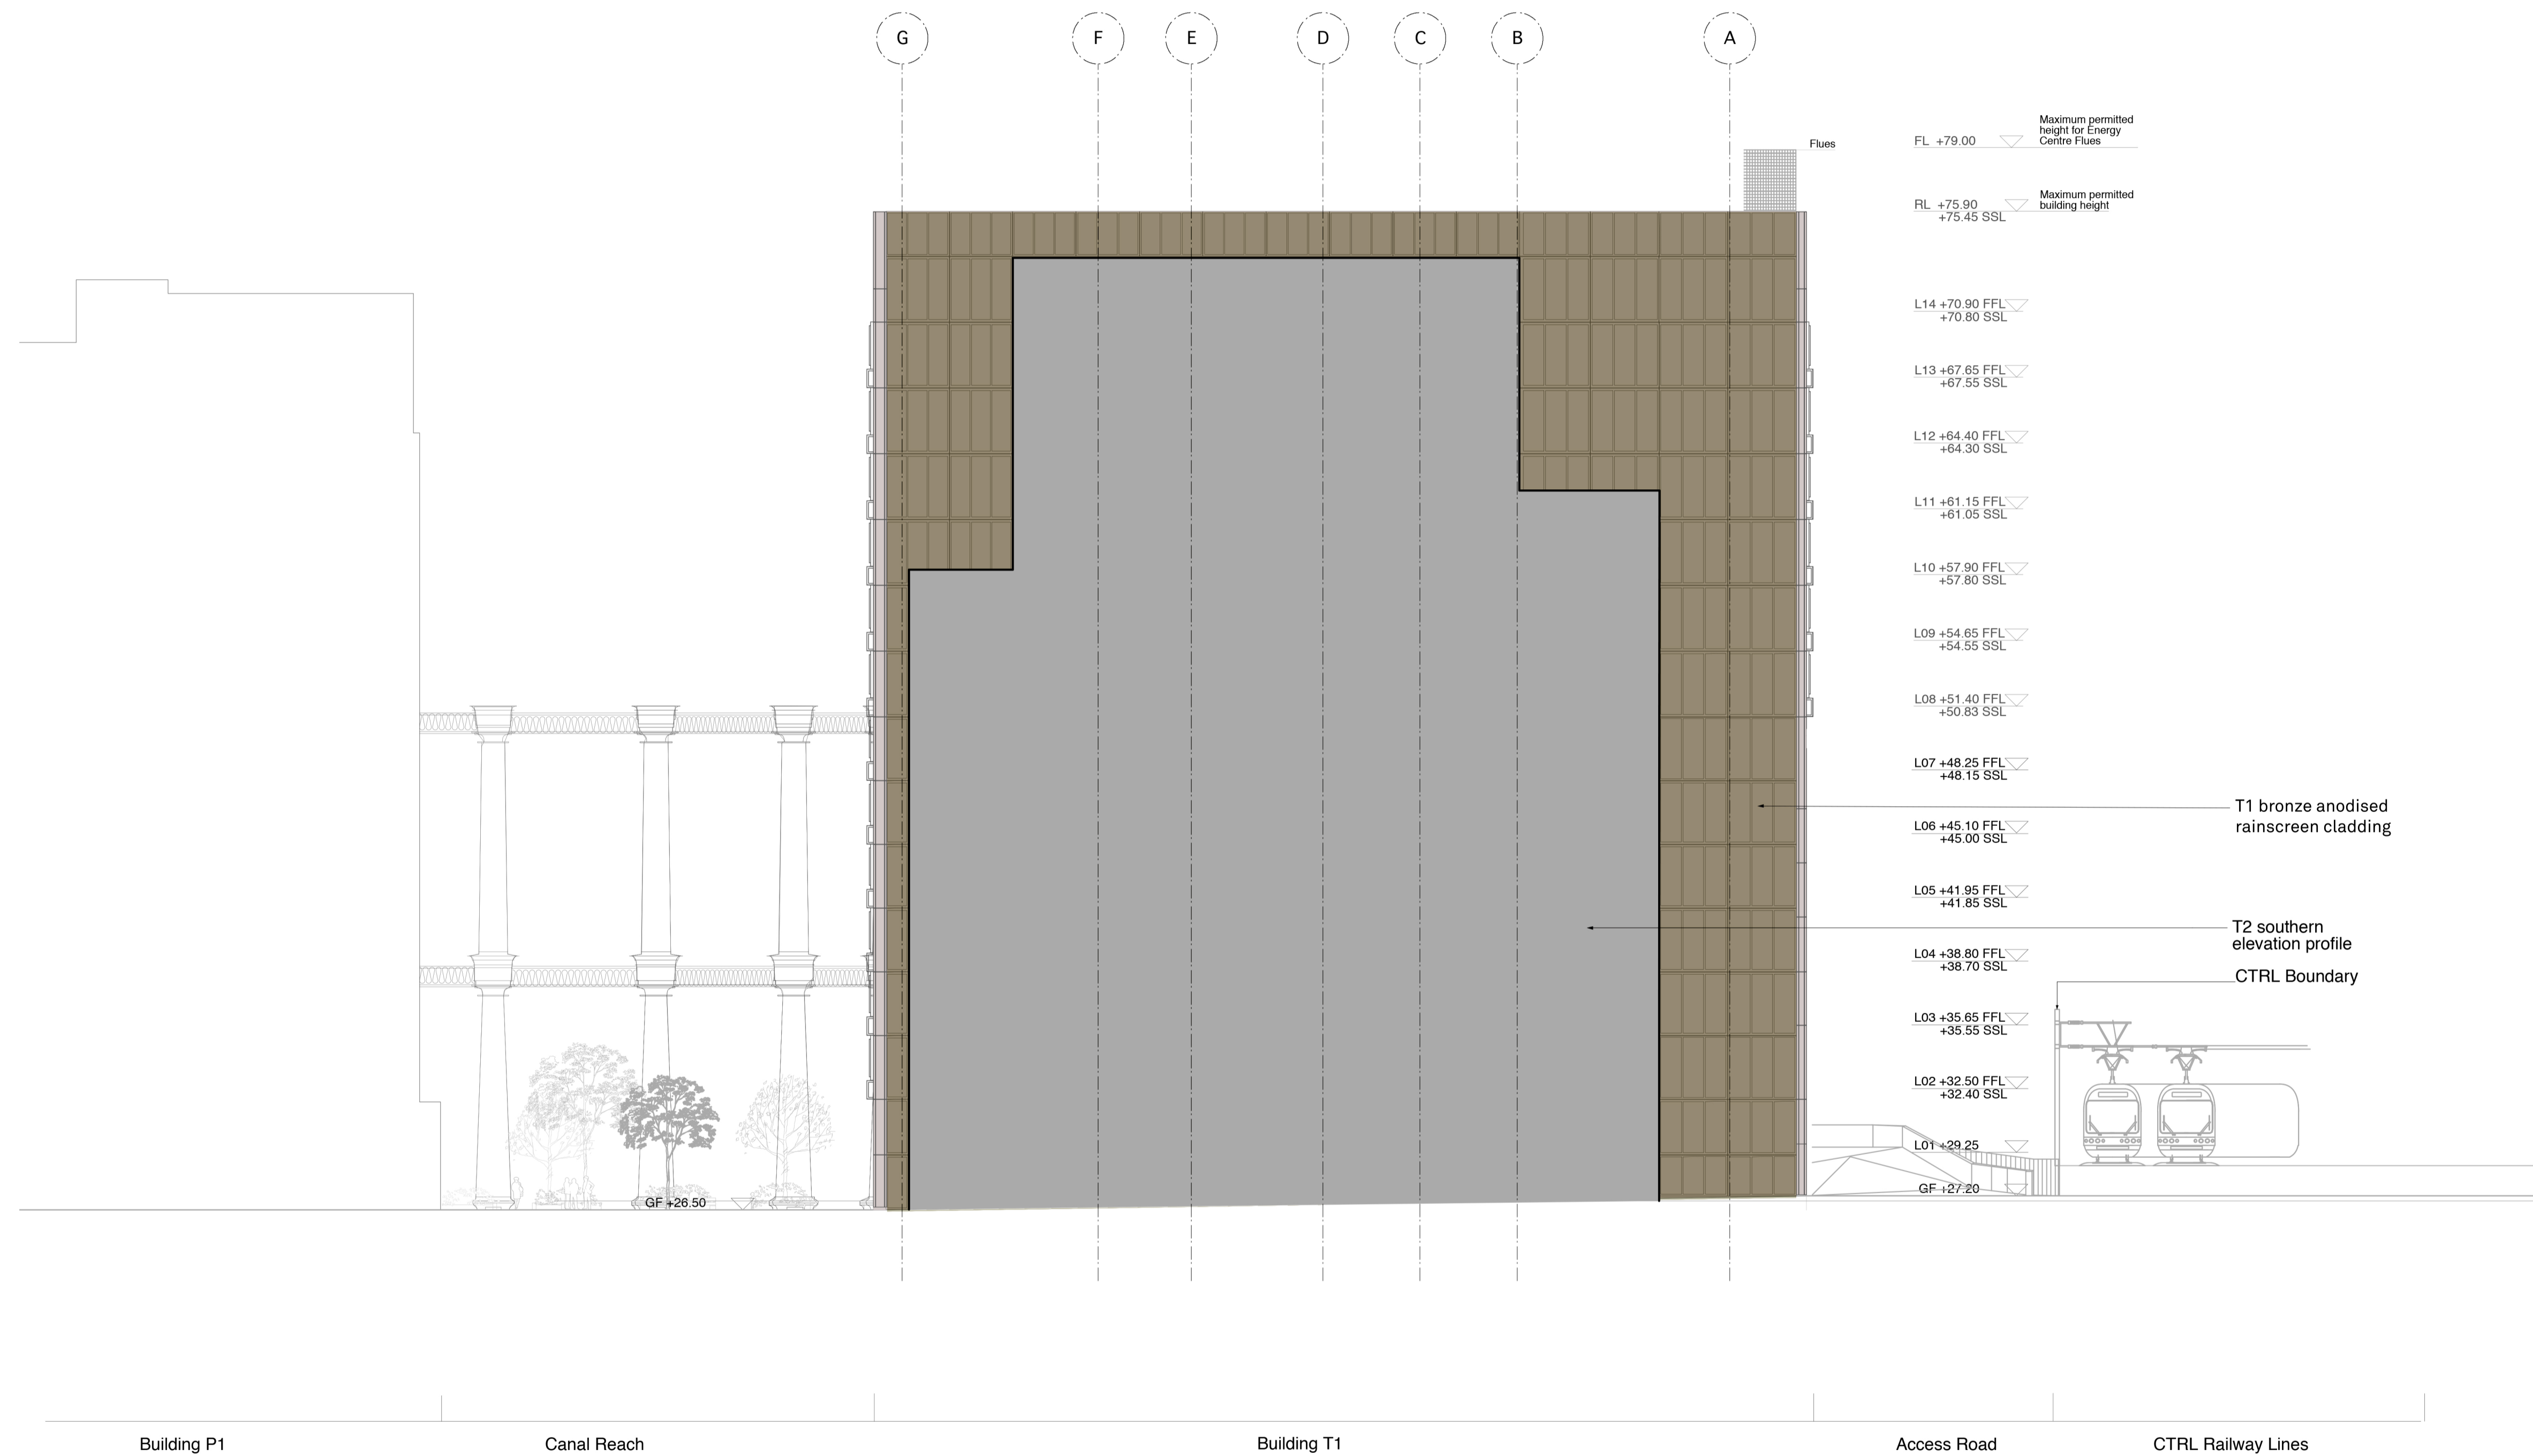 G
F
E
D
C
B
A
Flues
FL +79.00
Maximum permitted
height for Energy
Centre Flues
RL +75.90
+75.45 SSL
Maximum permitted
building height
L14 +70.90 FFL
+70.80 SSL
L13 +67.65 FFL
+67.55 SSL
L12 +64.40 FFL
+64.30 SSL
L11 +61.15 FFL
+61.05 SSL
L10 +57.90 FFL
+57.80 SSL
L09 +54.65 FFL
+54.55 SSL
L08 +51.40 FFL
+50.83 SSL
L07 +48.25 FFL
+48.15 SSL
T1 bronze anodised
rainscreen cladding
L06 +45.10 FFL
+45.00 SSL
L05 +41.95 FFL
+41.85 SSL
T2 southern
elevation profile
L04 +38.80 FFL
+38.70 SSL
CTRL Boundary
L03 +35.65 FFL
+35.55 SSL
L02 +32.50 FFL
+32.40 SSL
L01 +29.25
GF +27.20
GF +26.50
Building P1
Canal Reach
Building T1
Access Road
CTRL Railway Lines